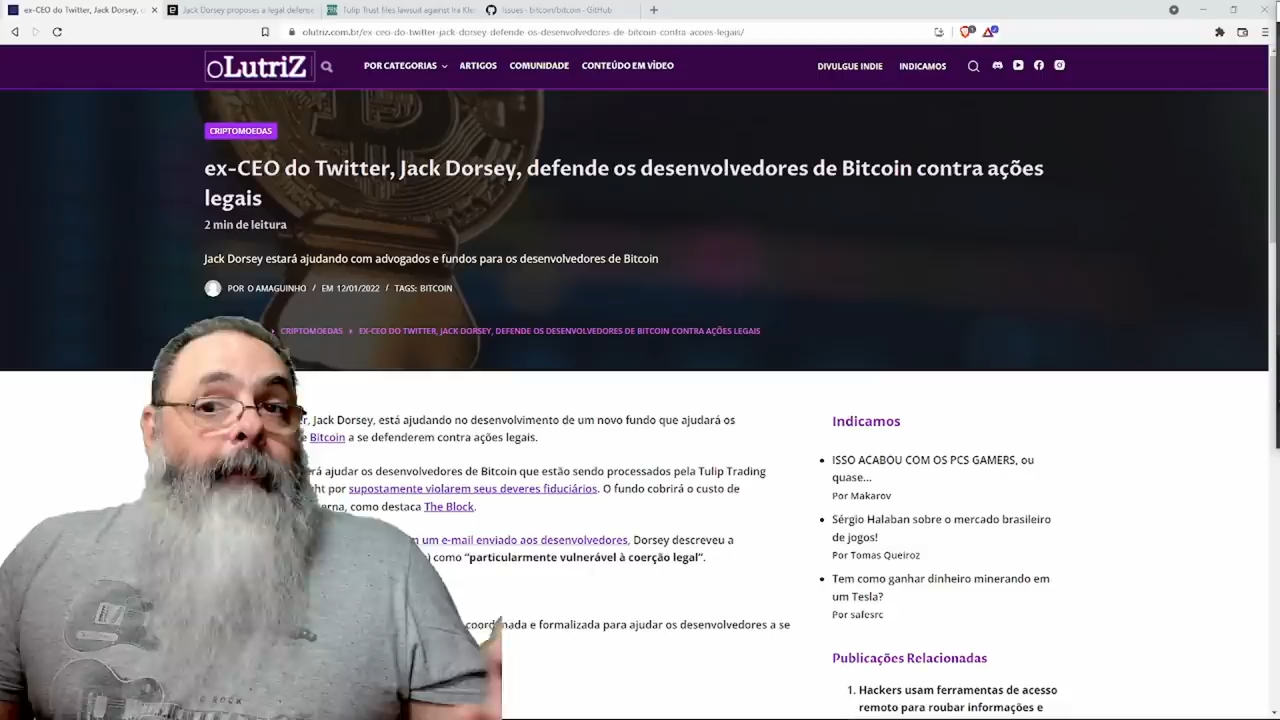 ex-CEO do Twitter, Jack Dorsey,
Jack Dorsey proposes a legal defense
Tulip Trust files lawsuit against Ira Kle
Issues · bitcoin/bitcoin · GitHub
olutriz.com.br/ex-ceo-do-twitter-jack-dorsey-defende-os-desenvolvedores-de-bitcoin-contra-acoes-legais/
oLutriZ
POR CATEGORIAS
ARTIGOS
COMUNIDADE
CONTEÚDO EM VÍDEO
DIVULGUE INDIE
INDICAMOS
CRIPTOMOEDAS
ex-CEO do Twitter, Jack Dorsey, defende os desenvolvedores de Bitcoin contra ações
legais
2 min de leitura
Jack Dorsey estará ajudando com advogados e fundos para os desenvolvedores de Bitcoin
POR O AMAGUINHO / EM 12/01/2022 / TAGS: BITCOIN
CRIPTOMOEDAS EX-CEO DO TWITTER, JACK DORSEY, DEFENDE OS DESENVOLVEDORES DE BITCOIN CONTRA AÇÕES LEGAIS
r, Jack Dorsey, está ajudando no desenvolvimento de um novo fundo que ajudará os
Bitcoin a se defenderem contra ações legais.
rá ajudar os desenvolvedores de Bitcoin que estão sendo processados pela Tulip Trading
ht por supostamente violarem seus deveres fiduciários. O fundo cobrirá o custo de
erna, como destaca The Block.
m um e-mail enviado aos desenvolvedores, Dorsey descreveu a
) como “particularmente vulnerável à coerção legal”.
coordenada e formalizada para ajudar os desenvolvedores a se
Indicamos
ISSO ACABOU COM OS PCS GAMERS, ou
quase...
Por Makarov
Sérgio Halaban sobre o mercado brasileiro
de jogos!
Por Tomas Queiroz
Tem como ganhar dinheiro minerando em
um Tesla?
Por safesrc
Publicações Relacionadas
1. Hackers usam ferramentas de acesso
remoto para roubar informações e
ROCK